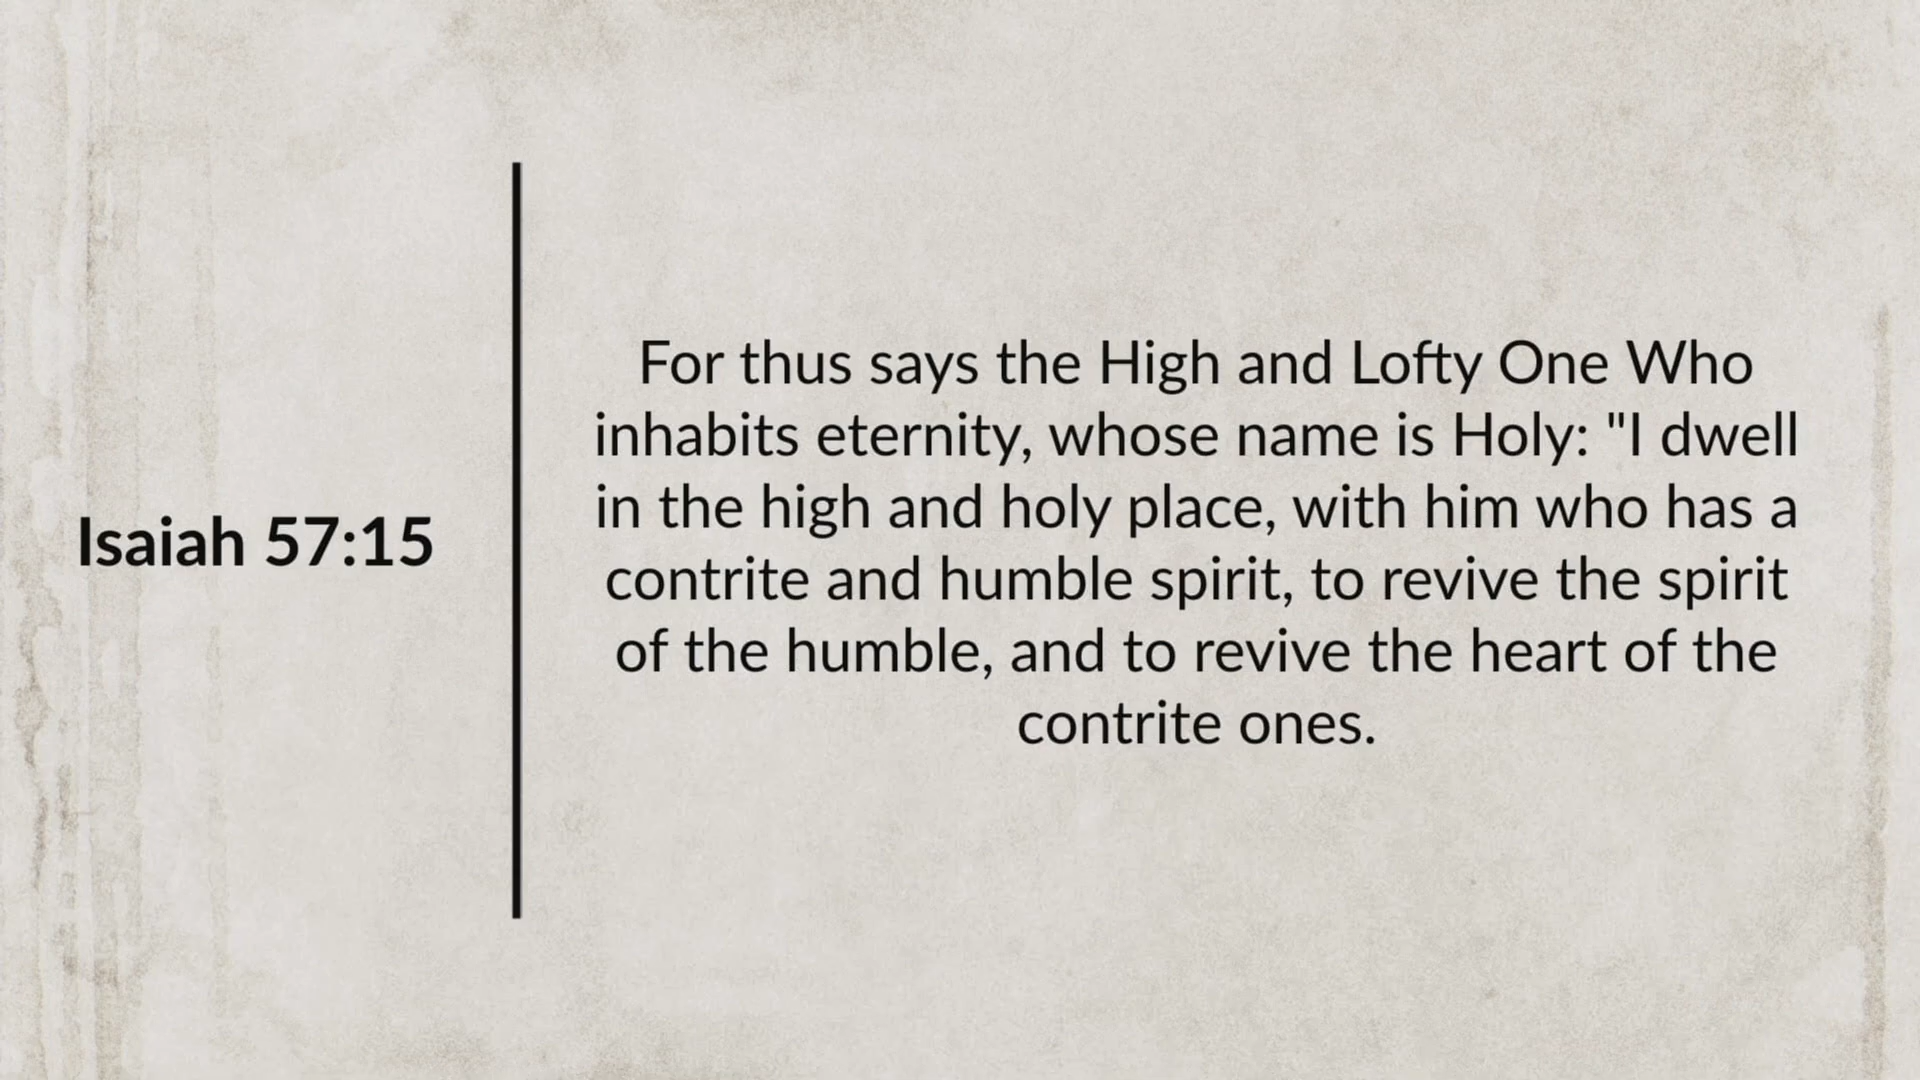 Isaiah 57:15
For thus says the High and Lofty One Who
inhabits eternity, whose name is Holy: "I dwell
in the high and holy place, with him who has a
contrite and humble spirit, to revive the spirit
of the humble, and to revive the heart of the
contrite ones.